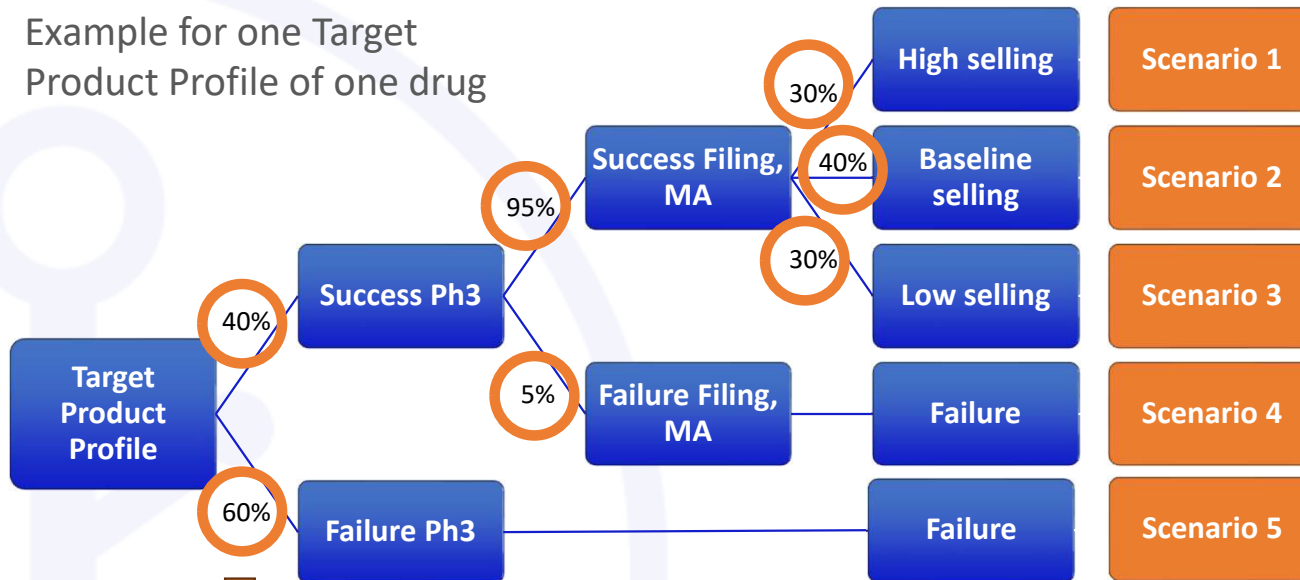 Example for one Target
Product Profile of one drug
High selling
Scenario 1
30%
Success Filing,
MA
40%
Baseline
selling
Scenario 2
95%
30%
Success Ph3
Low selling
Scenario 3
40%
Target
Product
Profile
5%
Failure Filing,
MA
Failure
Scenario 4
60%
Failure Ph3
Failure
Scenario 5